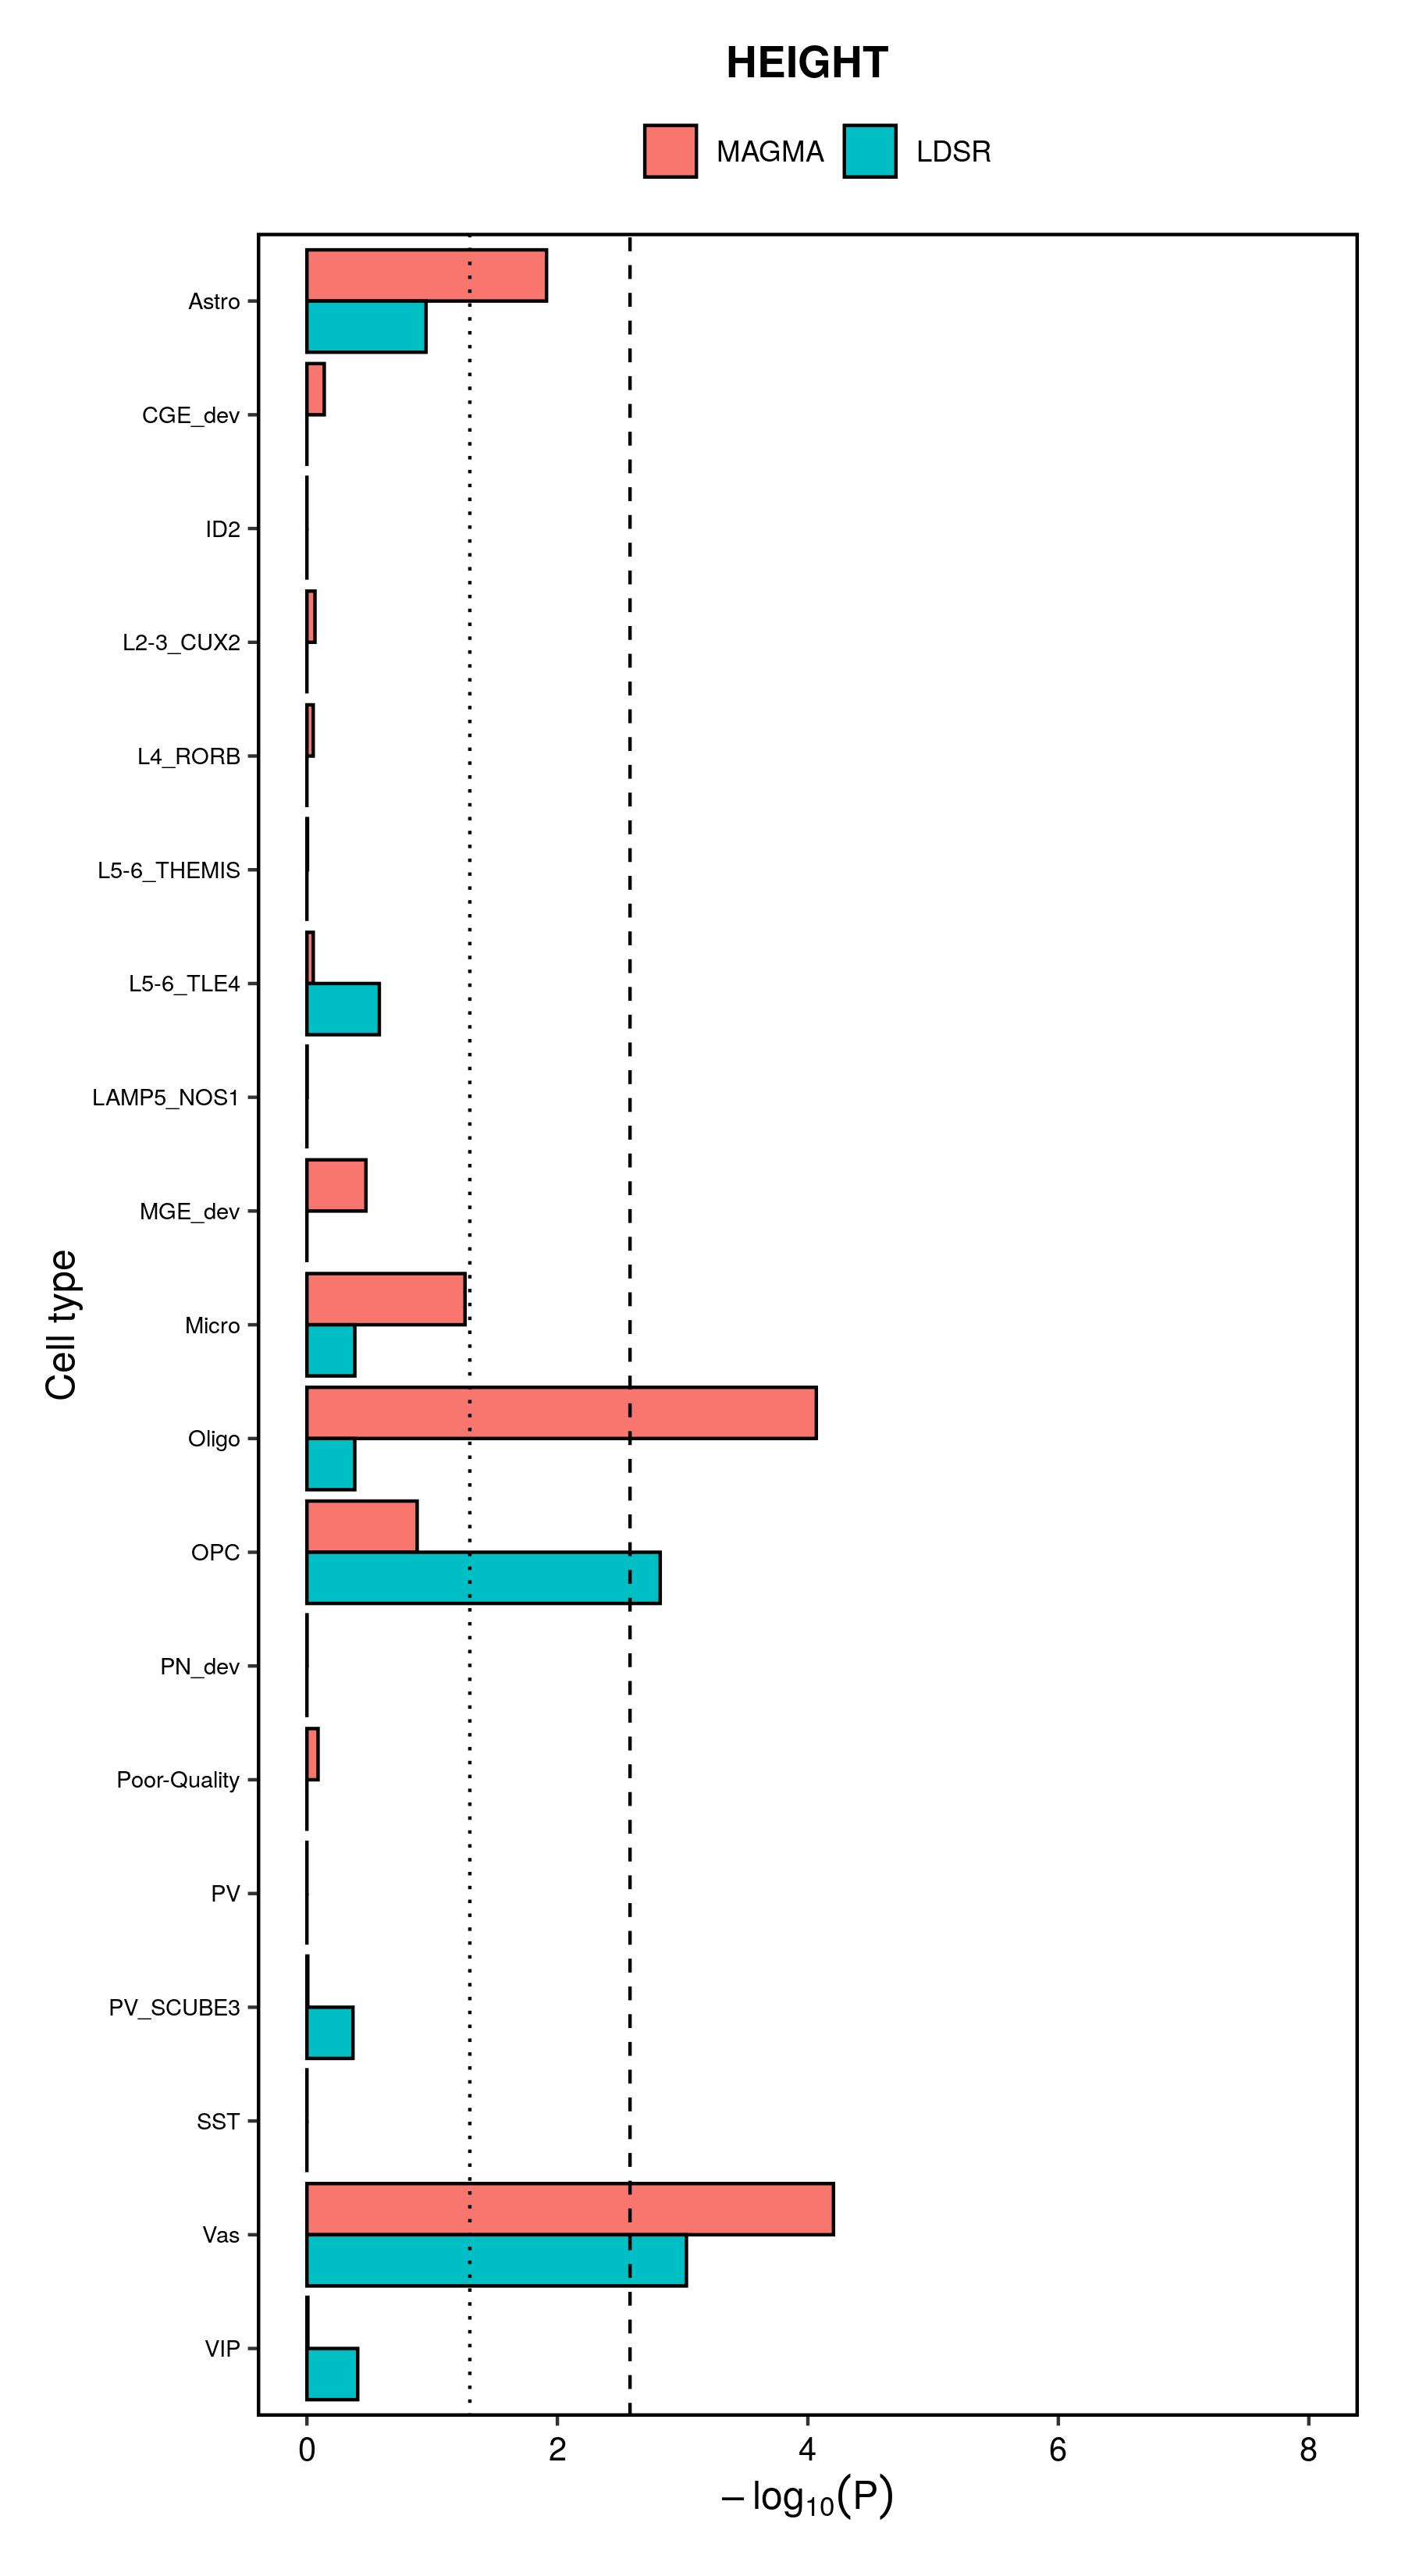 HEIGHT
MAGMA LDSR
Astro
CGE_dev
ID2
L2-3_CUX2
L4_RORB
L5-6_THEMIS
L5-6_TLE4
LAMP5_NOS1
MGE_dev
Micro
Oligo
OPC
PN_dev
Poor-Quality
PV
PV_SCUBE3
SST
Vas
VIP
Cell type
0 2 4 6 8
− log₁₀(P)